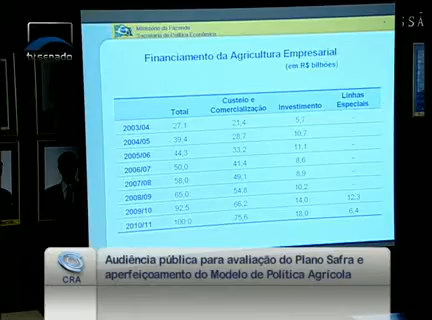 Ministério da Fazenda
Secretaria de Política Econômica
Financiamento da Agricultura Empresarial
(em R$ bilhões)
Total Custeio e Comercialização Investimento Linhas Especiais
2003/04 27,1 21,4 5,7 -
2004/05 39,4 28,7 10,7 -
2005/06 44,3 33,2 11,1 -
2006/07 50,0 41,4 8,6 -
2007/08 58,0 49,1 8,9 -
2008/09 65,0 54,8 10,2 -
2009/10 92,5 66,2 14,0 12,3
2010/11 100,0 75,6 18,0 6,4
tv senado
CRA
Audiência pública para avaliação do Plano Safra e
aperfeiçoamento do Modelo de Política Agrícola